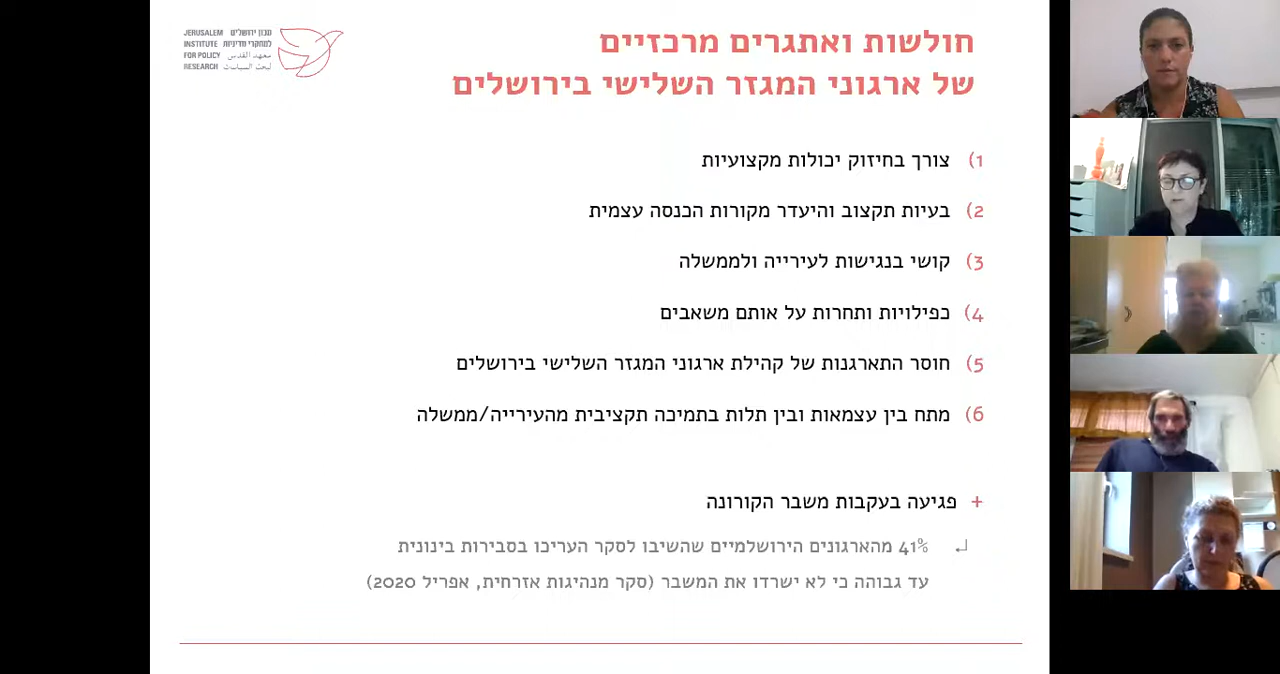 JERUSALEM
INSTITUTE
FOR POLICY
RESEARCH
מכון ירושלים
למחקרי מדיניות
معهد القدس
لبحث السياسات
חולשות ואתגרים מרכזיים
של ארגוני המגזר השלישי בירושלים
1) צורך בחיזוק יכולות מקצועיות
2) בעיות תקצוב והיעדר מקורות הכנסה עצמית
3) קושי בנגישות לעירייה ולממשלה
4) כפילויות ותחרות על אותם משאבים
5) חוסר התארגנות של קהילת ארגוני המגזר השלישי בירושלים
6) מתח בין עצמאות ובין תלות בתמיכה תקציבית מהעירייה/ממשלה
+ פגיעה בעקבות משבר הקורונה
41% מהארגונים הירושלמיים שהשיבו לסקר העריכו בסבירות בינונית
עד גבוהה כי לא ישרדו את המשבר (סקר מנהיגות אזרחית, אפריל 2020)